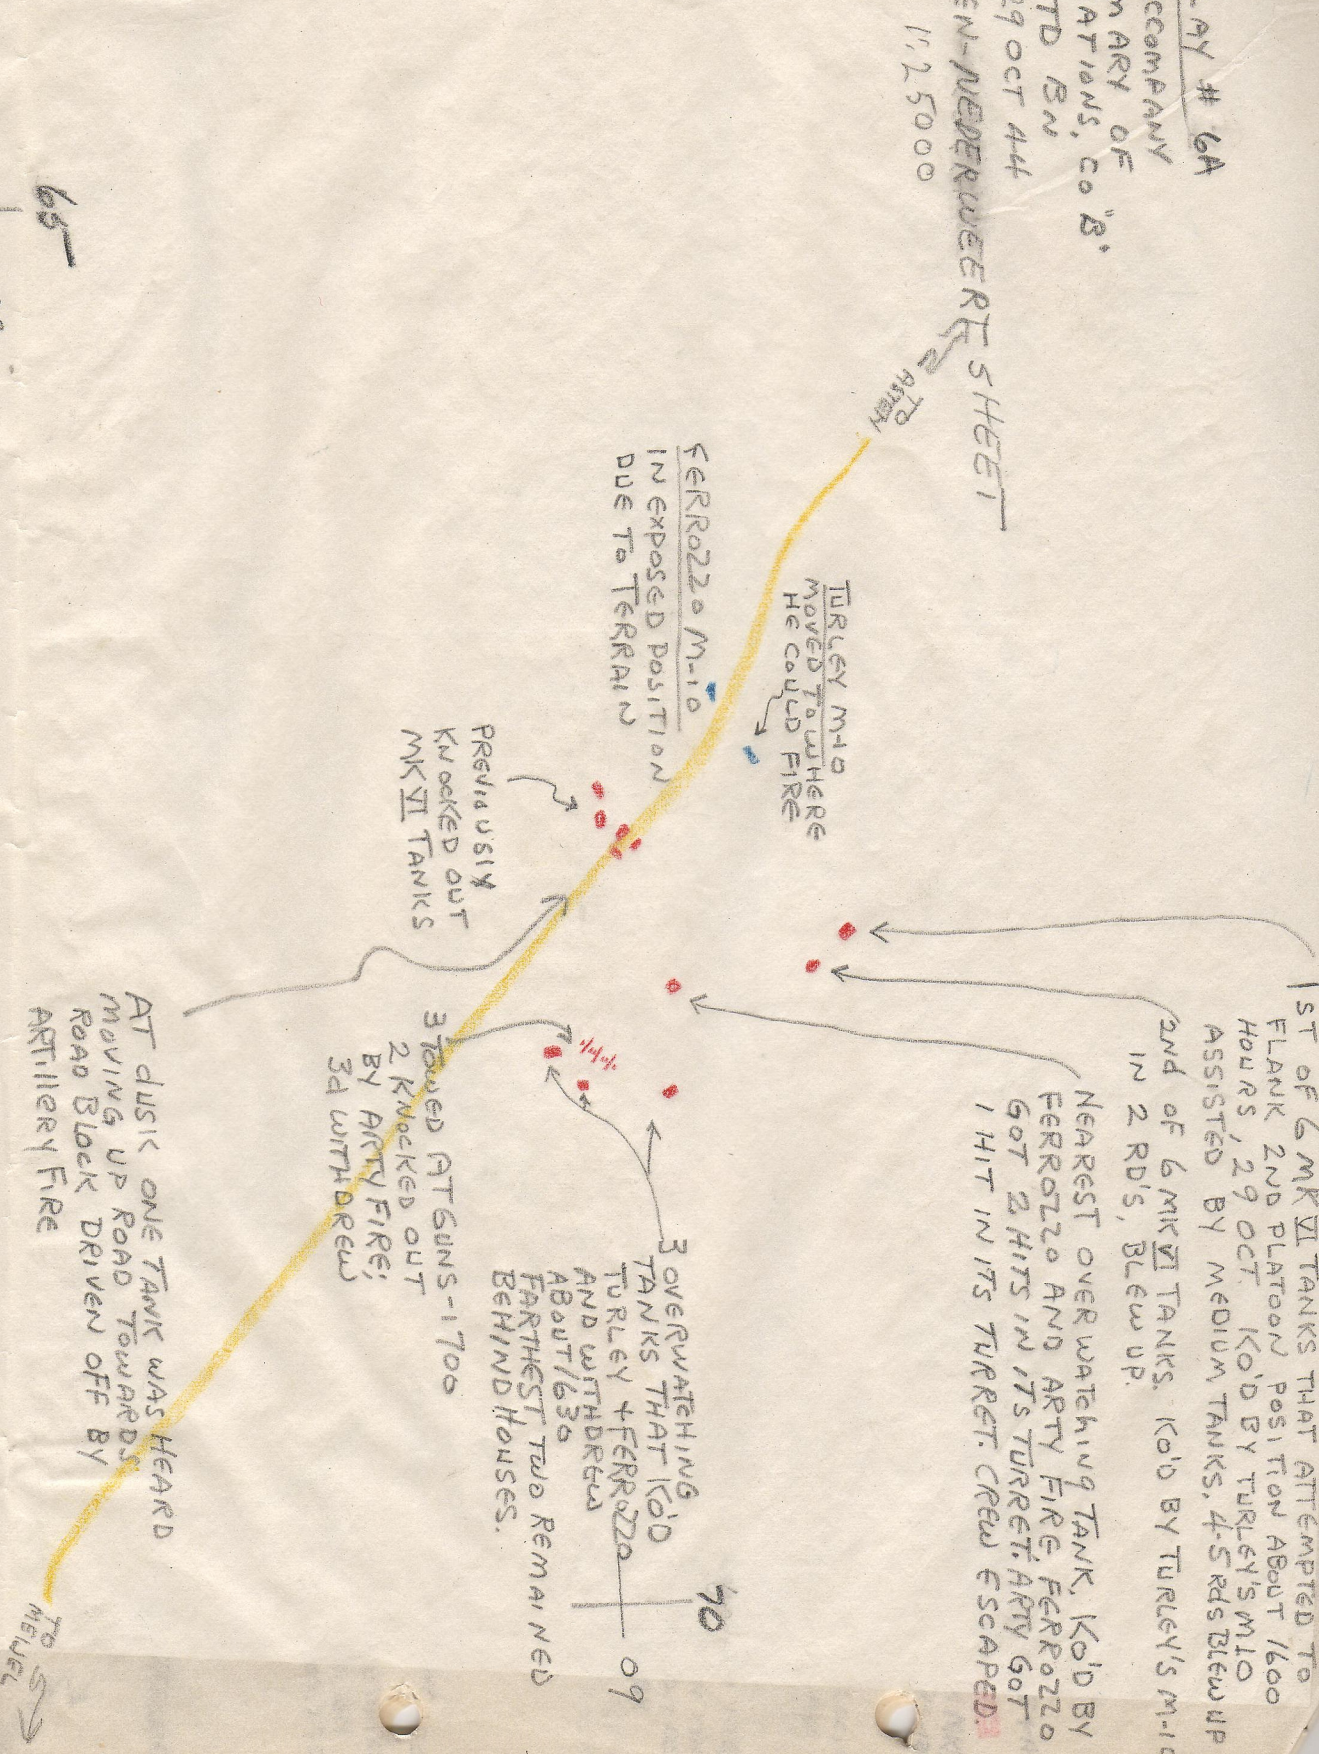 LAY # 6A
CCOMPANY
MARY OF
ATIONS, CO "B"
TD BN
29 OCT 44
EN-NEDERWEERT SHEET
1:25000
N
TO ASTEN
1ST OF 6 MK VI TANKS THAT ATTEMPTED TO
FLANK 2ND PLATOON POSITION ABOUT 1600
HOURS, 29 OCT. KO'D BY TURLEY'S M10
ASSISTED BY MEDIUM TANKS. 4-5 RdS BLEW UP
2nd OF 6 MK VI TANKS. KO'D BY TURLEY'S M-10
IN 2 RD'S, BLEW UP.
NEAREST OVERWATCHING TANK, KO'D BY
FERROZZO AND ARTY FIRE. FERROZZO
GOT 2 HITS IN ITS TURRET. ARTY GOT
1 HIT IN ITS TURRET. CREW ESCAPED.
TURLEY M-10
MOVED TO WHERE
HE COULD FIRE
FERROZZO M-10
IN EXPOSED POSITION
DUE TO TERRAIN
PREVIOUSLY
KNOCKED OUT
MK VI TANKS
3 OVERWATCHING
TANKS THAT KO'D
TURLEY + FERROZZO
AND WITHDREW
ABOUT 1630
FARTHEST TWO REMAINED
BEHIND HOUSES.
70
09
3 TOWED AT GUNS-1700
2 KNOCKED OUT
BY ARTY FIRE;
3d WITHDREW
AT dUSK ONE TANK WAS HEARD
MOVING UP ROAD TOWARDS
ROAD BLOCK DRIVEN OFF BY
ARTILLERY FIRE
TO MEIJEL
S
65